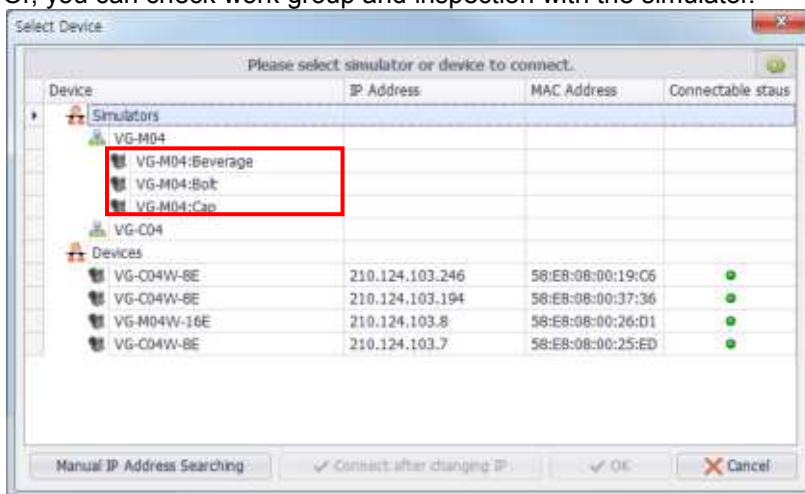 Or, you can check work group and inspection with the simulator.
Select Device
Please select simulator or device to connect.
Device IP Address MAC Address Connectable staus
Simulators
VG-M04
VG-M04:Beverage
VG-M04:Bolt
VG-M04:Cap
VG-C04
Devices
VG-C04W-8E 210.124.103.246 58:E8:08:00:19:C6
VG-C04W-8E 210.124.103.194 58:E8:08:00:37:36
VG-M04W-16E 210.124.103.8 58:E8:08:00:26:D1
VG-C04W-8E 210.124.103.7 58:E8:08:00:25:ED
Manual IP Address Searching Connect after changing IP OK Cancel